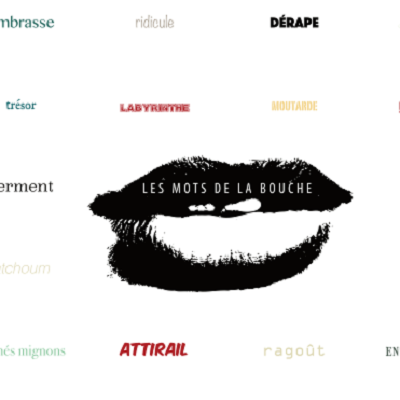 mbrasse ridicule DÉRAPE
trésor LABYRINTHE MOUTARDE
erment LES MOTS DE LA BOUCHE
tchoum
nés mignons ATTIRAIL ragoût EN